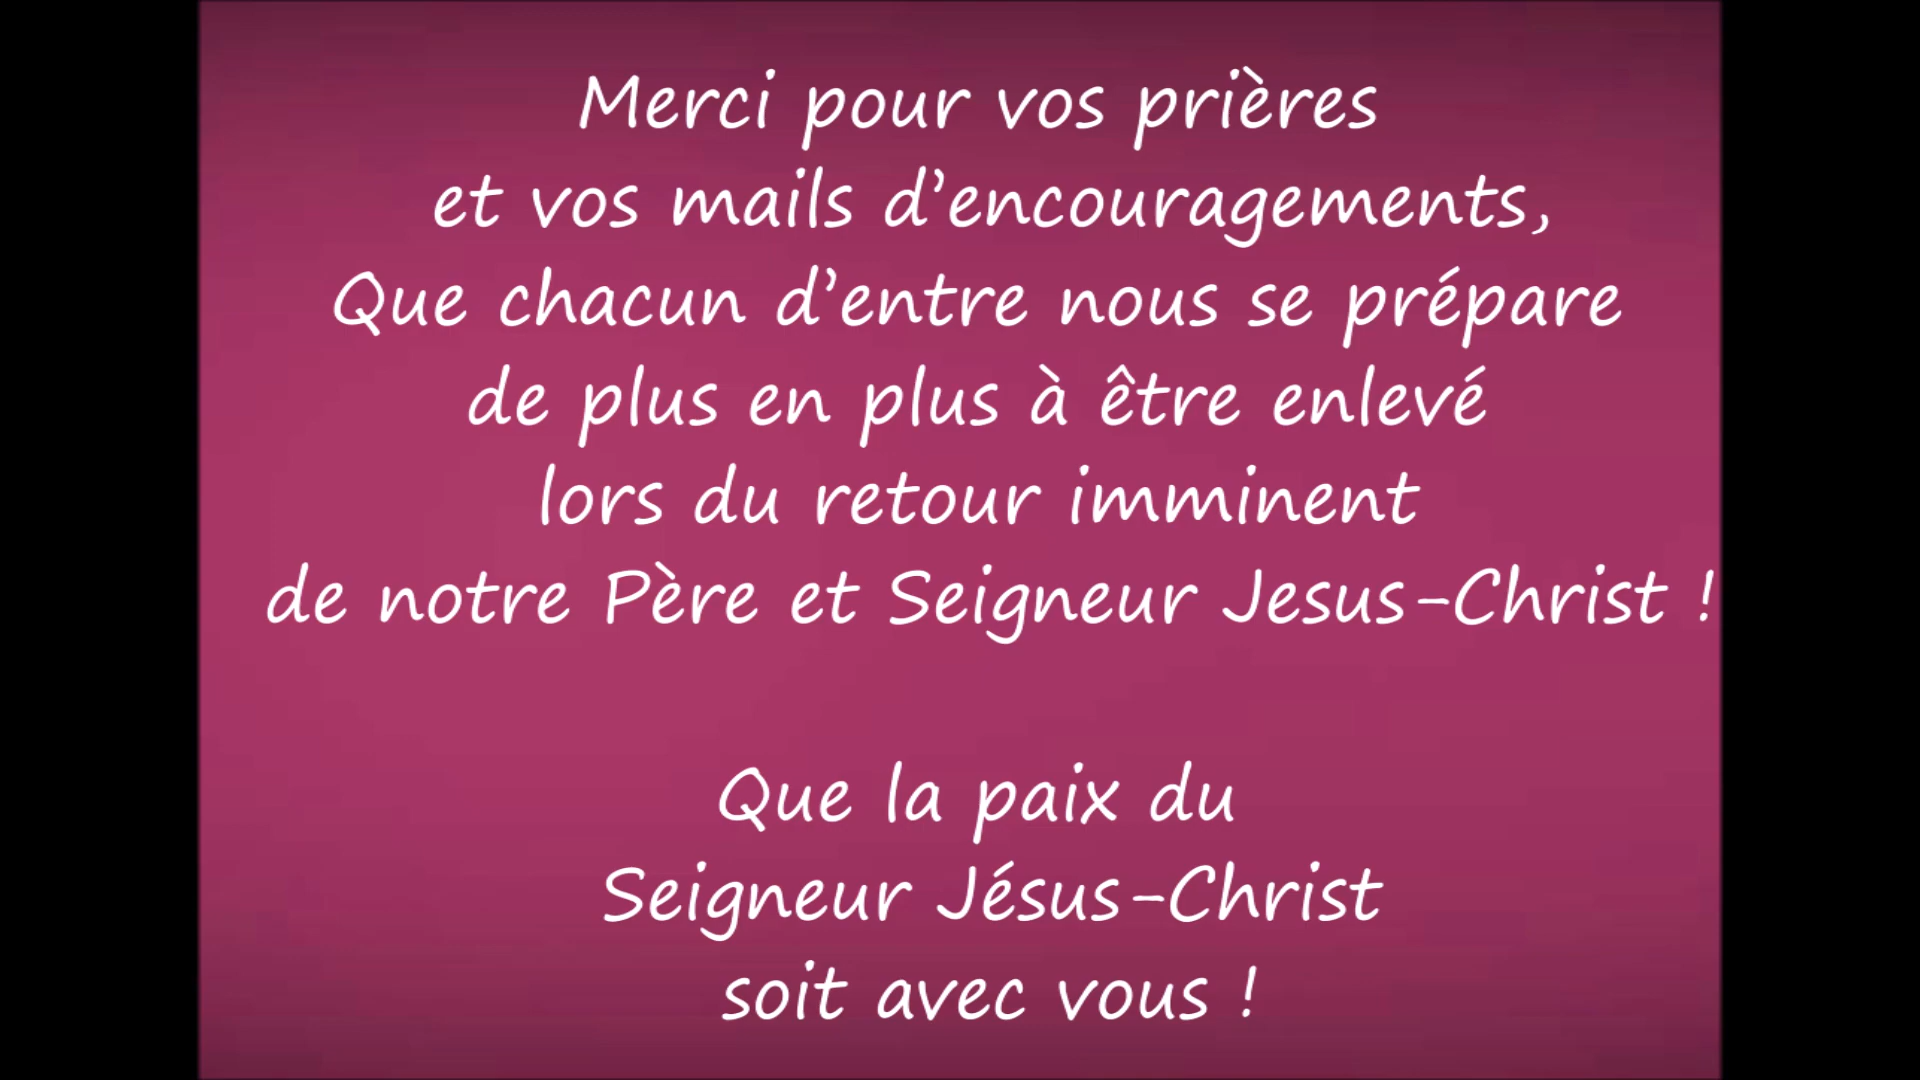 Merci pour vos prières
et vos mails d’encouragements,
Que chacun d’entre nous se prépare
de plus en plus à être enlevé
lors du retour imminent
de notre Père et Seigneur Jesus-Christ !
Que la paix du
Seigneur Jésus-Christ
soit avec vous !